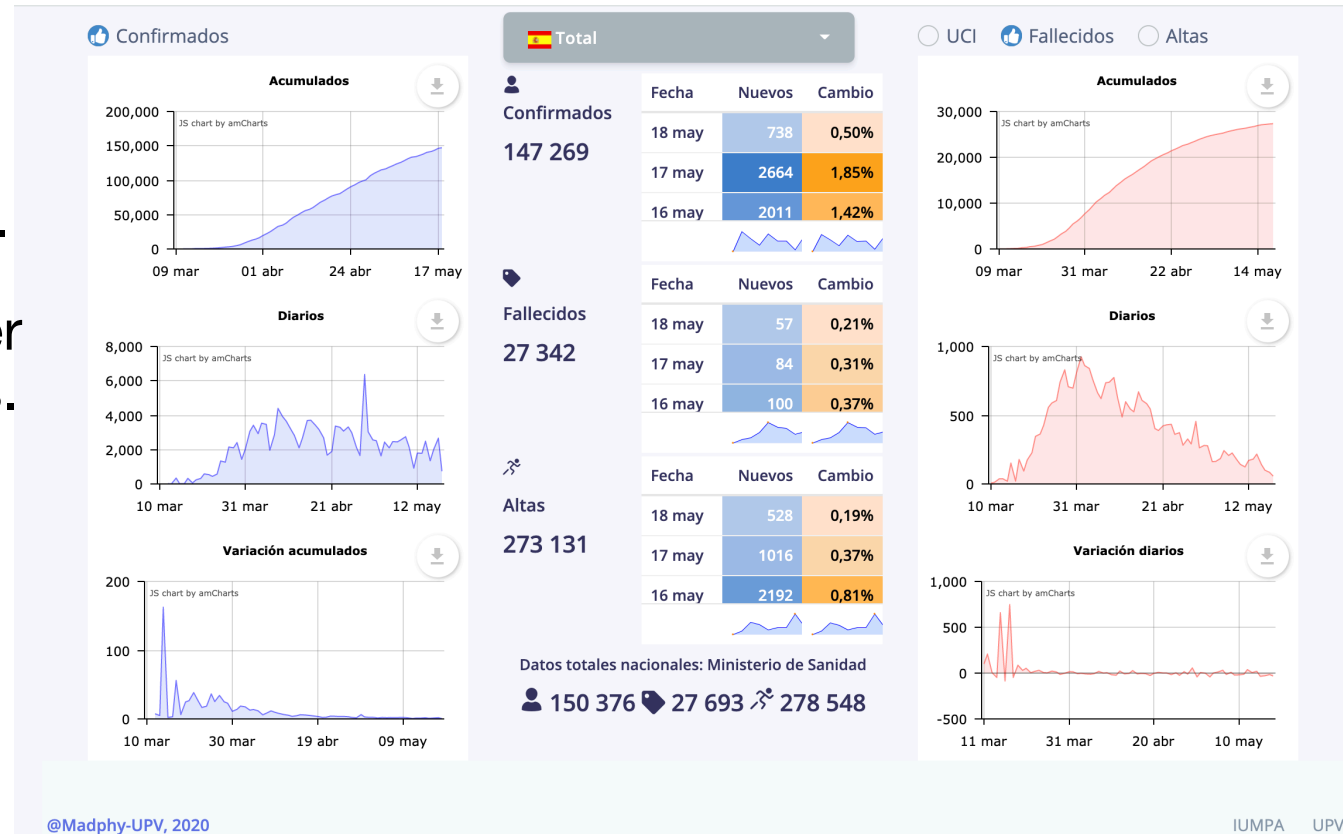 Confirmados
Acumulados
200,000
JS chart by amCharts
150,000
100,000
50,000
0
09 mar 01 abr 24 abr 17 may
Diarios
8,000
JS chart by amCharts
6,000
4,000
2,000
0
10 mar 31 mar 21 abr 12 may
Variación acumulados
200
JS chart by amCharts
100
0
10 mar 30 mar 19 abr 09 may
Total
Confirmados
147 269
Fecha Nuevos Cambio
18 may 738 0,50%
17 may 2664 1,85%
16 may 2011 1,42%
Fallecidos
27 342
Fecha Nuevos Cambio
18 may 57 0,21%
17 may 84 0,31%
16 may 100 0,37%
Altas
273 131
Fecha Nuevos Cambio
18 may 528 0,19%
17 may 1016 0,37%
16 may 2192 0,81%
Datos totales nacionales: Ministerio de Sanidad
150 376 27 693 278 548
UCI Fallecidos Altas
Acumulados
30,000
JS chart by amCharts
20,000
10,000
0
09 mar 31 mar 22 abr 14 may
Diarios
1,000
JS chart by amCharts
500
0
10 mar 31 mar 21 abr 12 may
Variación diarios
1,000
JS chart by amCharts
500
0
-500
11 mar 31 mar 20 abr 10 may
@Madphy-UPV, 2020
IUMPA UPV